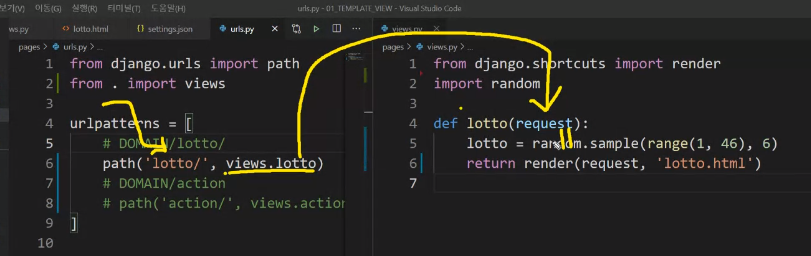 보기(V) 이동(G) 실행(R) 터미널(T) 도움말(H)
urls.py - 01_TEMPLATE_VIEW - Visual Studio Code
ws.py lotto.html settings.json urls.py
pages > urls.py > ...
1 from django.urls import path
2 from . import views
3
4 urlpatterns = [
5 # DOMAIN/lotto/
6 path('lotto/', views.lotto)
7 # DOMAIN/action
8 # path('action/', views.action
9 ]
10
views.py
pages > views.py > ...
1 from django.shortcuts import render
2 import random
3
4 def lotto(request):
5 lotto = random.sample(range(1, 46), 6)
6 return render(request, 'lotto.html')
7